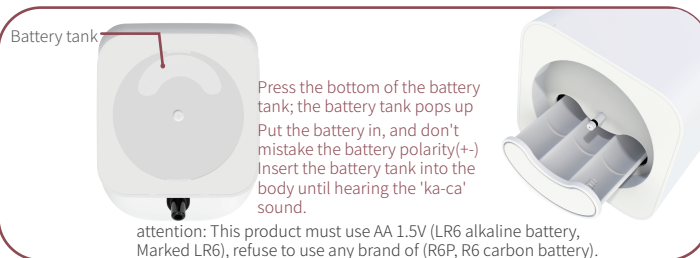 Battery tank
Press the bottom of the battery
tank; the battery tank pops up
Put the battery in, and don't
mistake the battery polarity(+-)
Insert the battery tank into the
body until hearing the 'ka-ca'
sound.
attention: This product must use AA 1.5V (LR6 alkaline battery,
Marked LR6), refuse to use any brand of (R6P, R6 carbon battery).